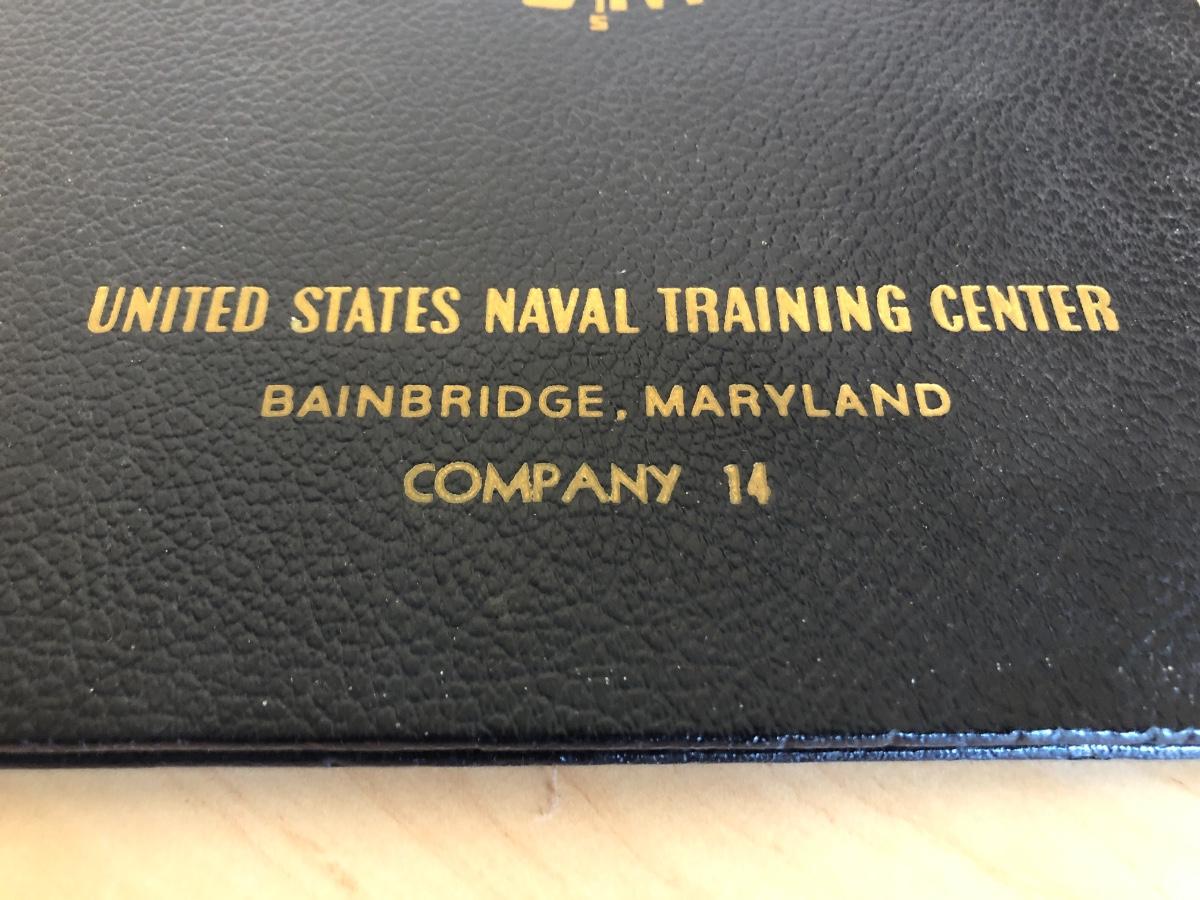 UNITED STATES NAVAL TRAINING CENTER
BAINBRIDGE, MARYLAND
COMPANY 14